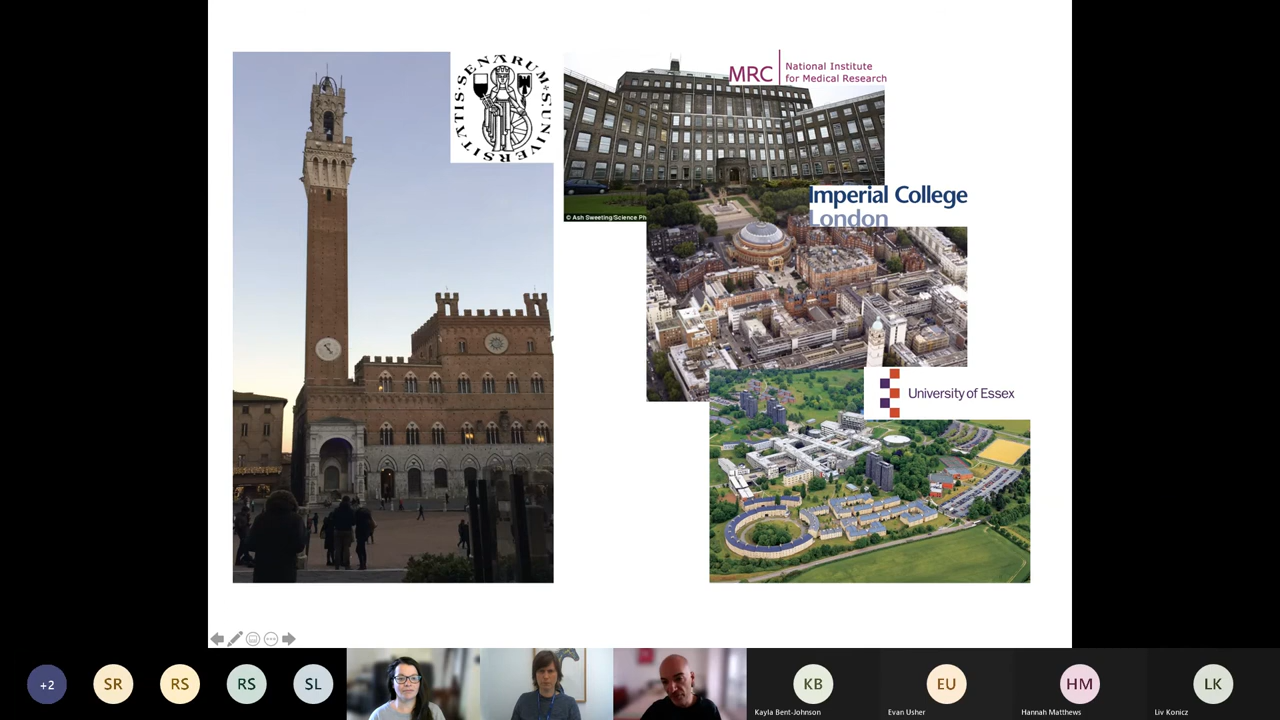 SENARUM S. UNIVERSITATIS
MRC
National Institute
for Medical Research
© Ash Sweeting/Science Ph
Imperial College
London
University of Essex
+2
SR
RS
RS
SL
KB
Kayla Bent-Johnson
EU
Evan Usher
HM
Hannah Matthews
LK
Liv Konicz